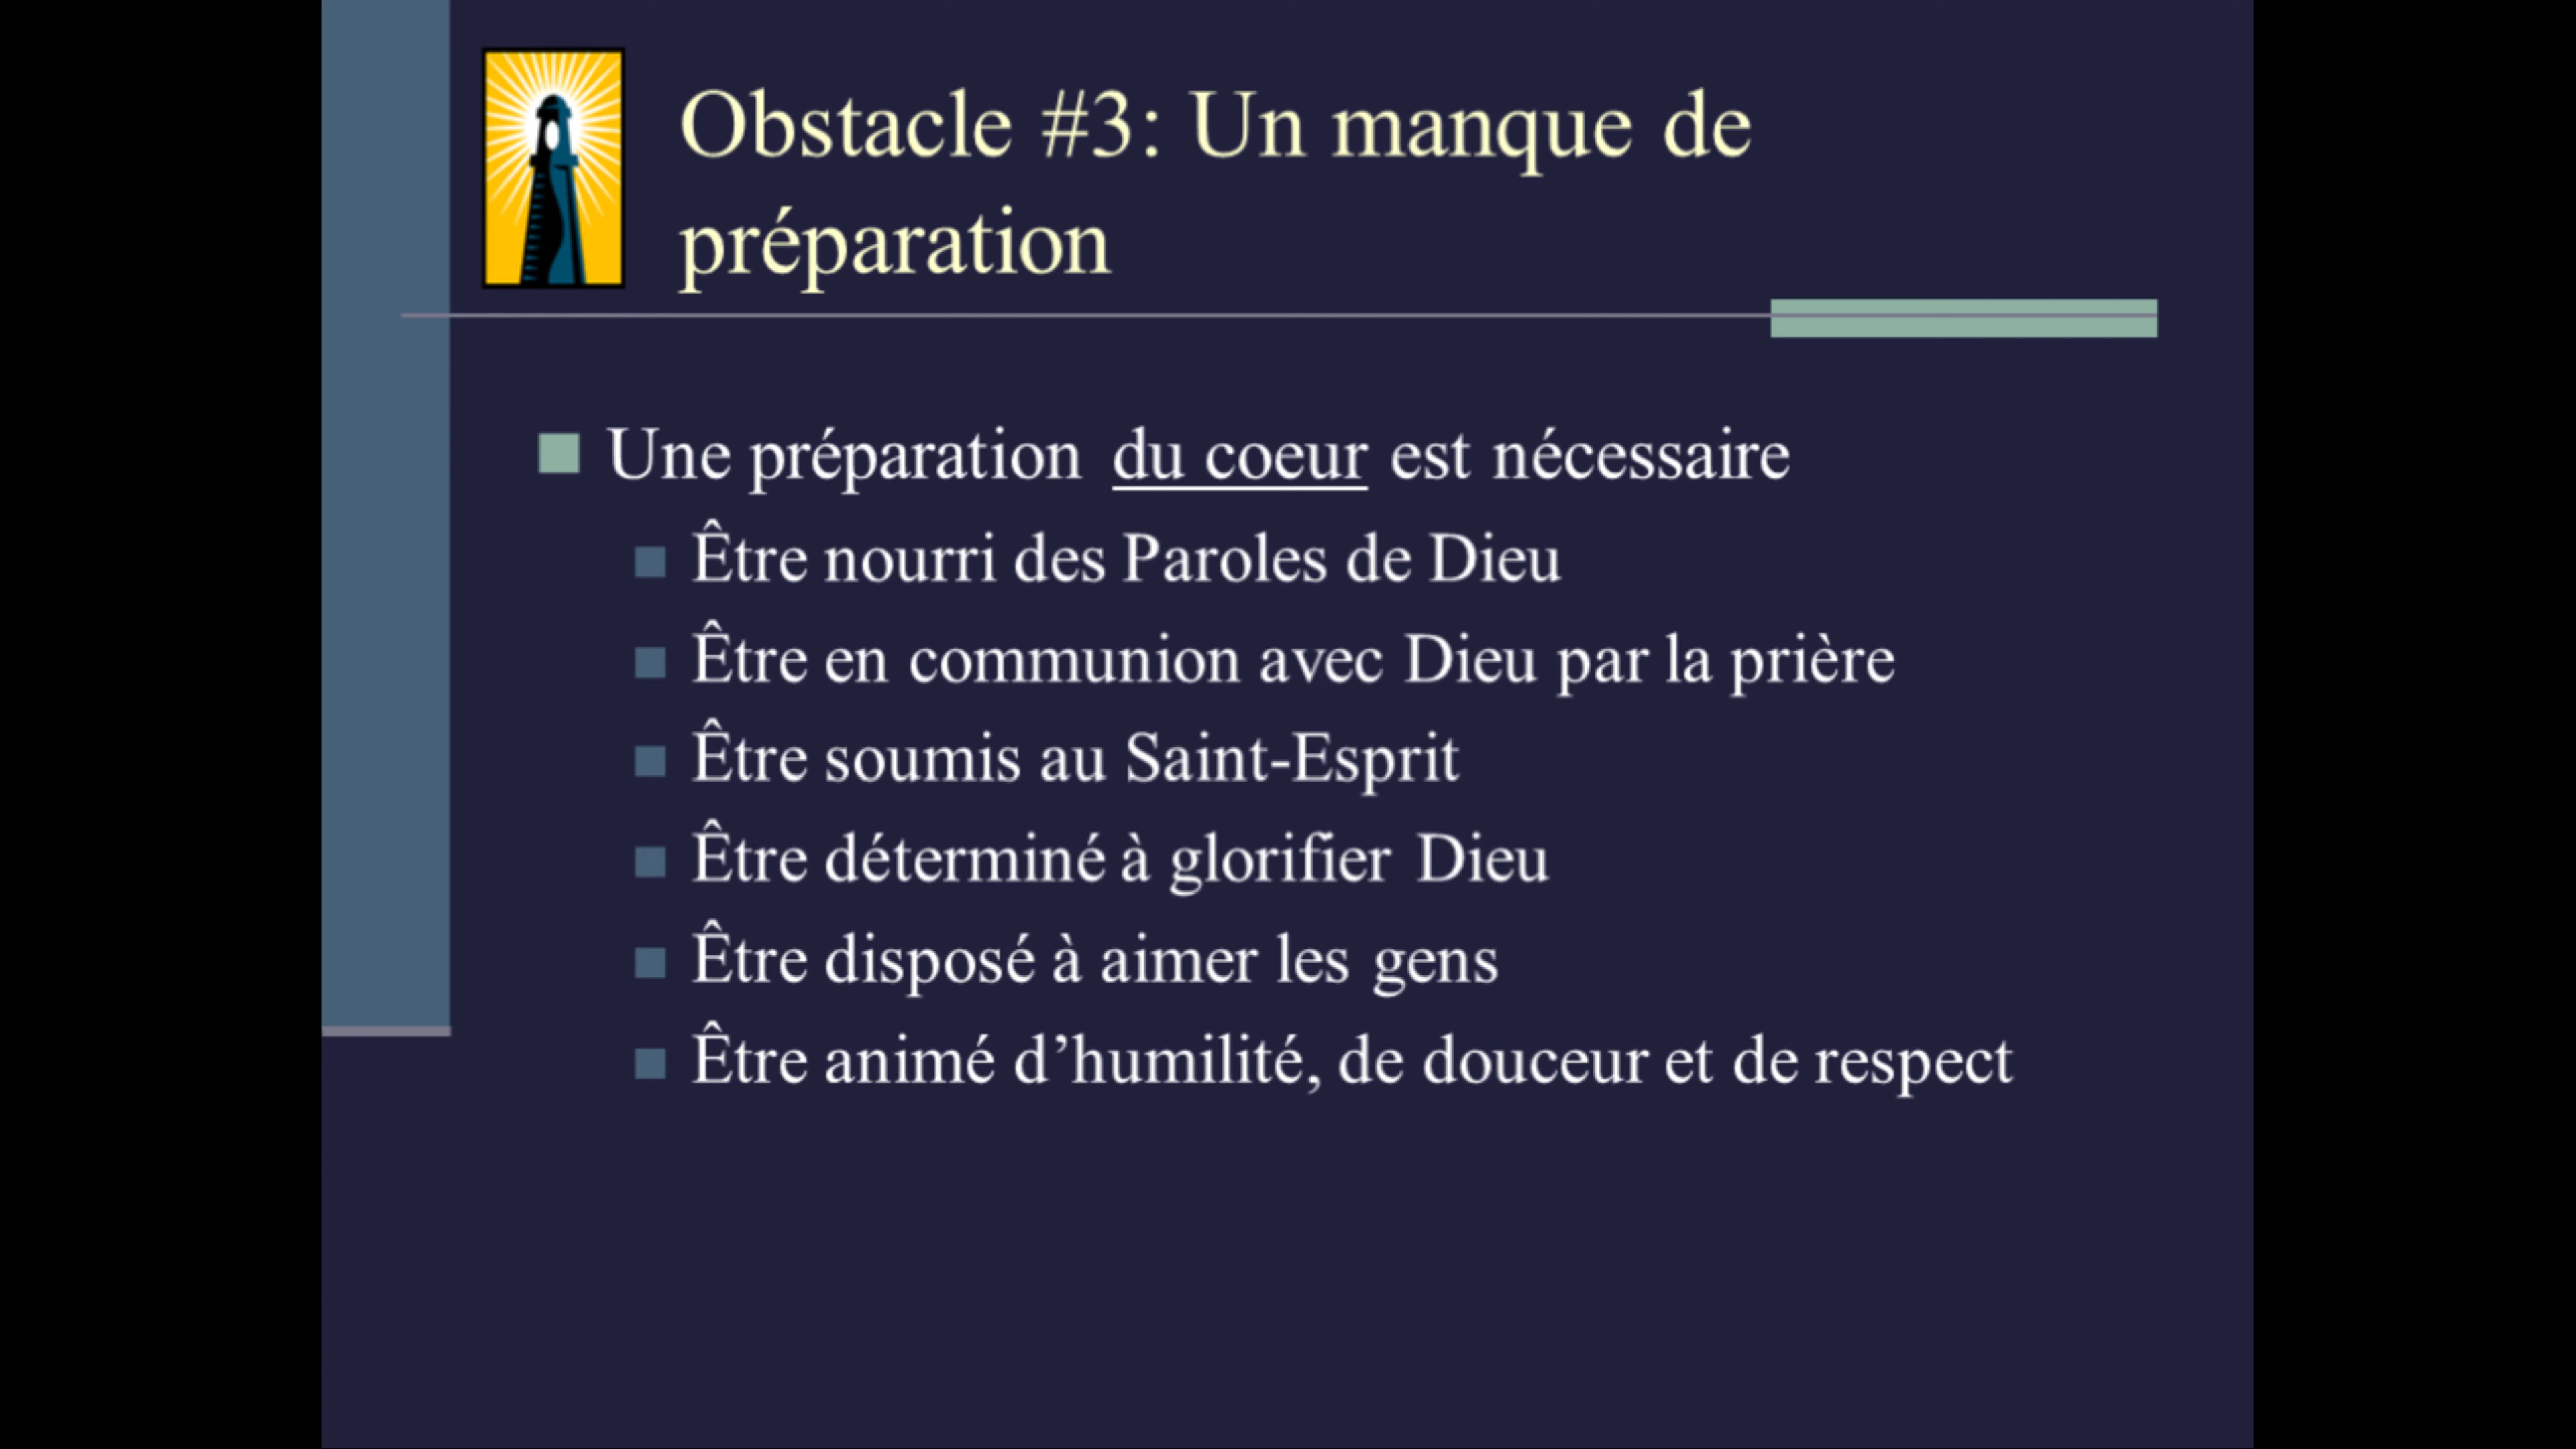 Obstacle #3: Un manque de
préparation
Une préparation du coeur est nécessaire
Être nourri des Paroles de Dieu
Être en communion avec Dieu par la prière
Être soumis au Saint-Esprit
Être déterminé à glorifier Dieu
Être disposé à aimer les gens
Être animé d’humilité, de douceur et de respect